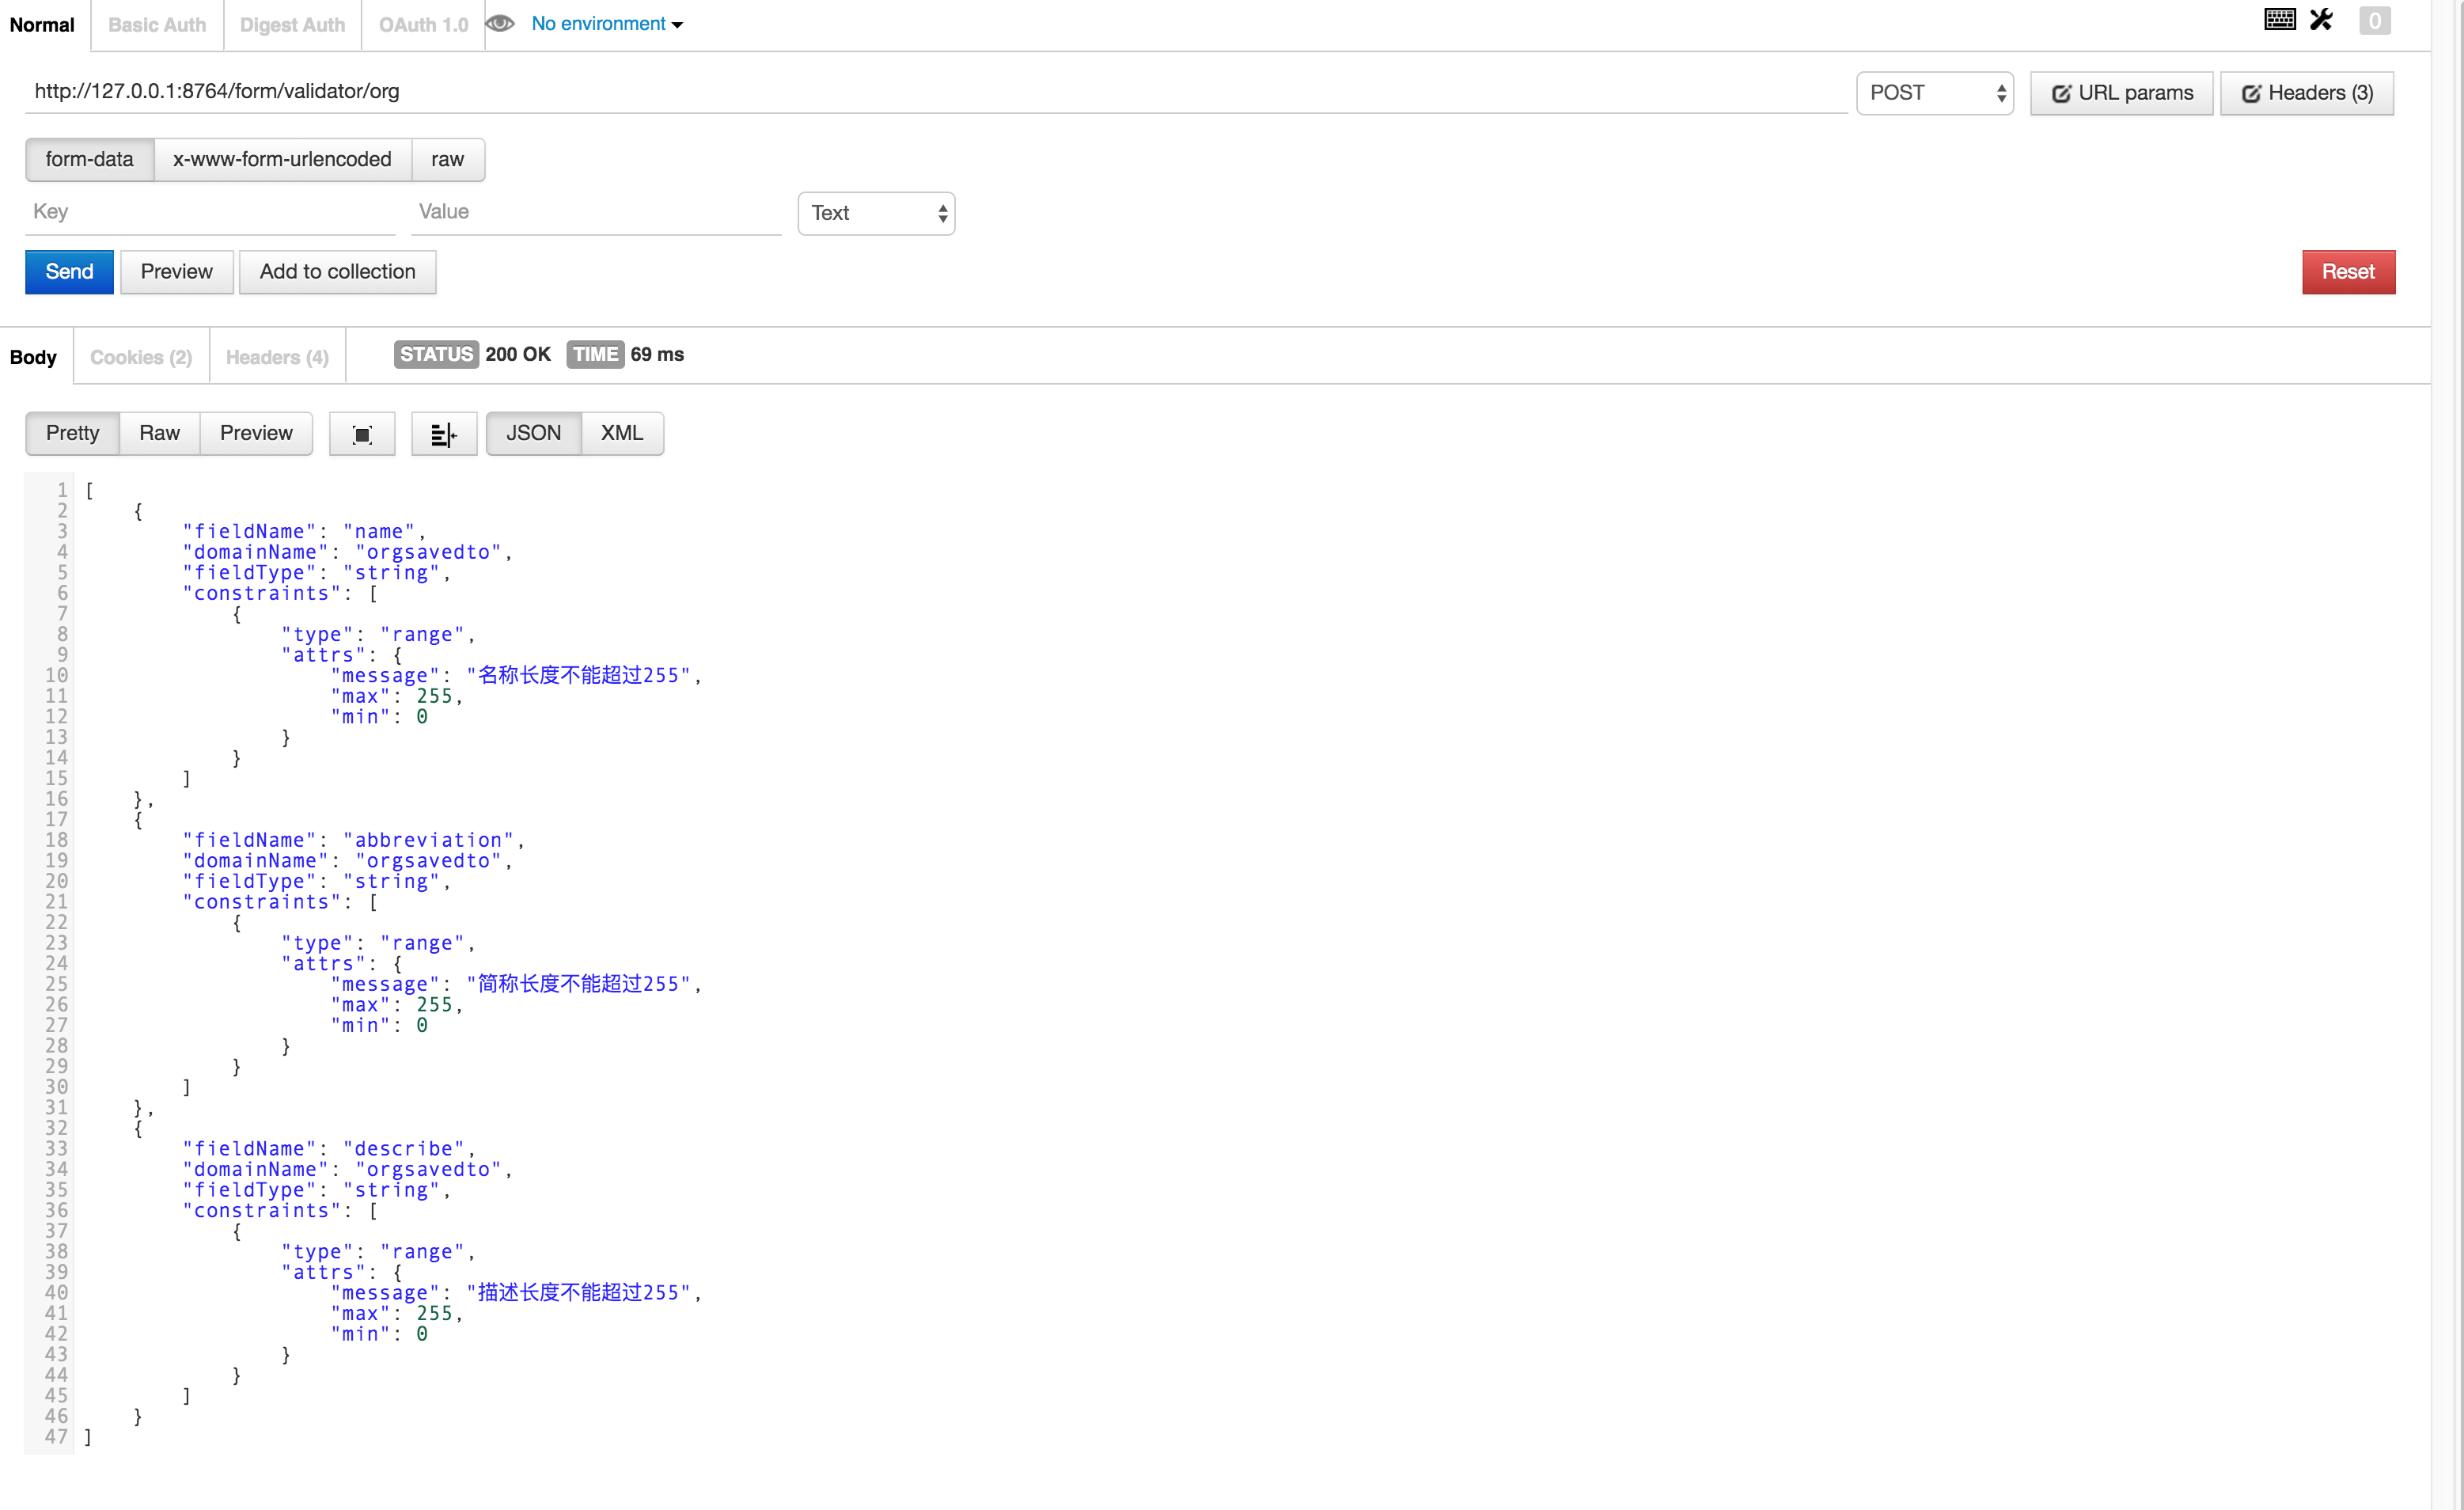 Normal Basic Auth Digest Auth OAuth 1.0 No environment 0
http://127.0.0.1:8764/form/validator/org POST URL params Headers (3)
form-data x-www-form-urlencoded raw
Key Value Text
Send Preview Add to collection Reset
Body Cookies (2) Headers (4) STATUS 200 OK TIME 69 ms
Pretty Raw Preview JSON XML
1 [
2 {
3 "fieldName": "name",
4 "domainName": "orgsavedto",
5 "fieldType": "string",
6 "constraints": [
7 {
8 "type": "range",
9 "attrs": {
10 "message": "名称长度不能超过255",
11 "max": 255,
12 "min": 0
13 }
14 }
15 ]
16 },
17 {
18 "fieldName": "abbreviation",
19 "domainName": "orgsavedto",
20 "fieldType": "string",
21 "constraints": [
22 {
23 "type": "range",
24 "attrs": {
25 "message": "简称长度不能超过255",
26 "max": 255,
27 "min": 0
28 }
29 }
30 ]
31 },
32 {
33 "fieldName": "describe",
34 "domainName": "orgsavedto",
35 "fieldType": "string",
36 "constraints": [
37 {
38 "type": "range",
39 "attrs": {
40 "message": "描述长度不能超过255",
41 "max": 255,
42 "min": 0
43 }
44 }
45 ]
46 }
47 ]